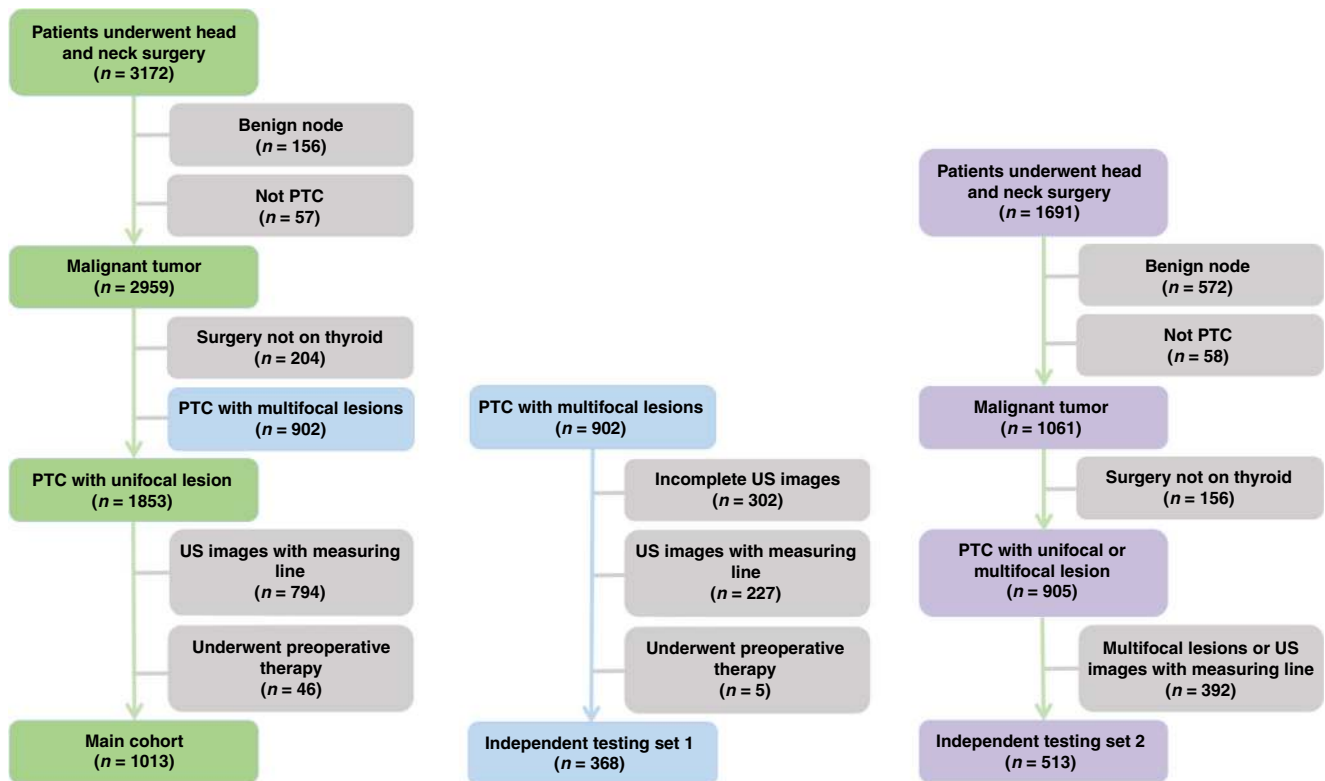 Patients underwent head
and neck surgery
(n = 3172)
Benign node
(n = 156)
Not PTC
(n = 57)
Malignant tumor
(n = 2959)
Surgery not on thyroid
(n = 204)
PTC with multifocal lesions
(n = 902)
PTC with unifocal lesion
(n = 1853)
US images with measuring
line
(n = 794)
Underwent preoperative
therapy
(n = 46)
Main cohort
(n = 1013)
PTC with multifocal lesions
(n = 902)
Incomplete US images
(n = 302)
US images with measuring
line
(n = 227)
Underwent preoperative
therapy
(n = 5)
Independent testing set 1
(n = 368)
Patients underwent head
and neck surgery
(n = 1691)
Benign node
(n = 572)
Not PTC
(n = 58)
Malignant tumor
(n = 1061)
Surgery not on thyroid
(n = 156)
PTC with unifocal or
multifocal lesion
(n = 905)
Multifocal lesions or US
images with measuring line
(n = 392)
Independent testing set 2
(n = 513)